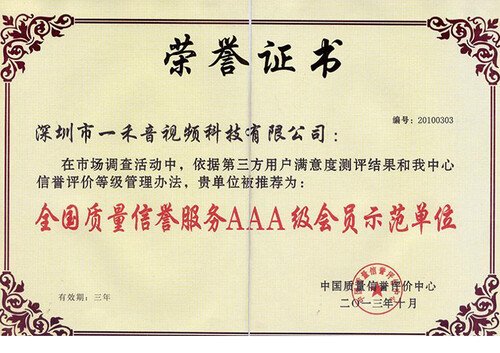 荣誉证书
编号：20100303
深圳市一禾音视频科技有限公司：
在市场调查活动中，依据第三方用户满意度测评结果和我中心
信誉评价等级管理办法，贵单位被推荐为：
全国质量信誉服务AAA级会员示范单位
中国质量信誉评价中心
有效期：三年
二〇一三年十月